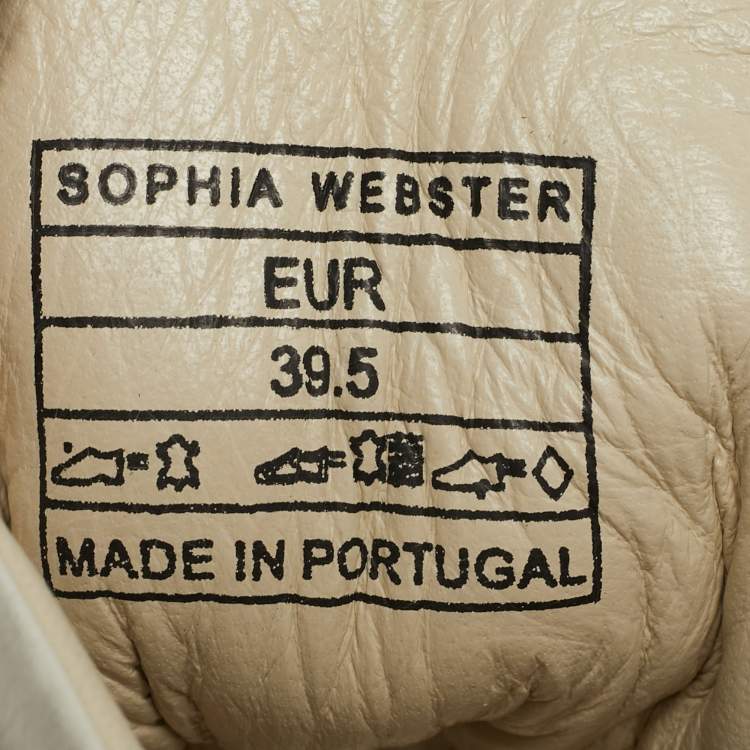 SOPHIA WEBSTER
EUR
39.5
MADE IN PORTUGAL